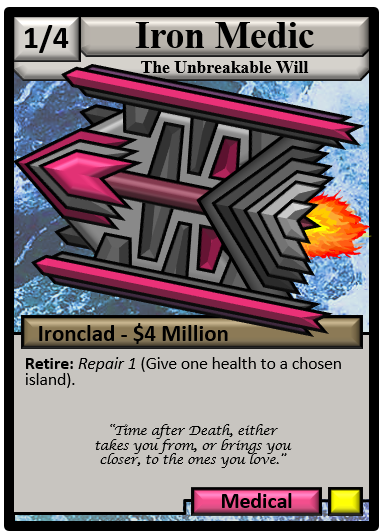 1/4
Iron Medic
The Unbreakable Will
Ironclad - $4 Million
Retire: Repair 1 (Give one health to a chosen
island).
“Time after Death, either
takes you from, or brings you
closer, to the ones you love.”
Medical